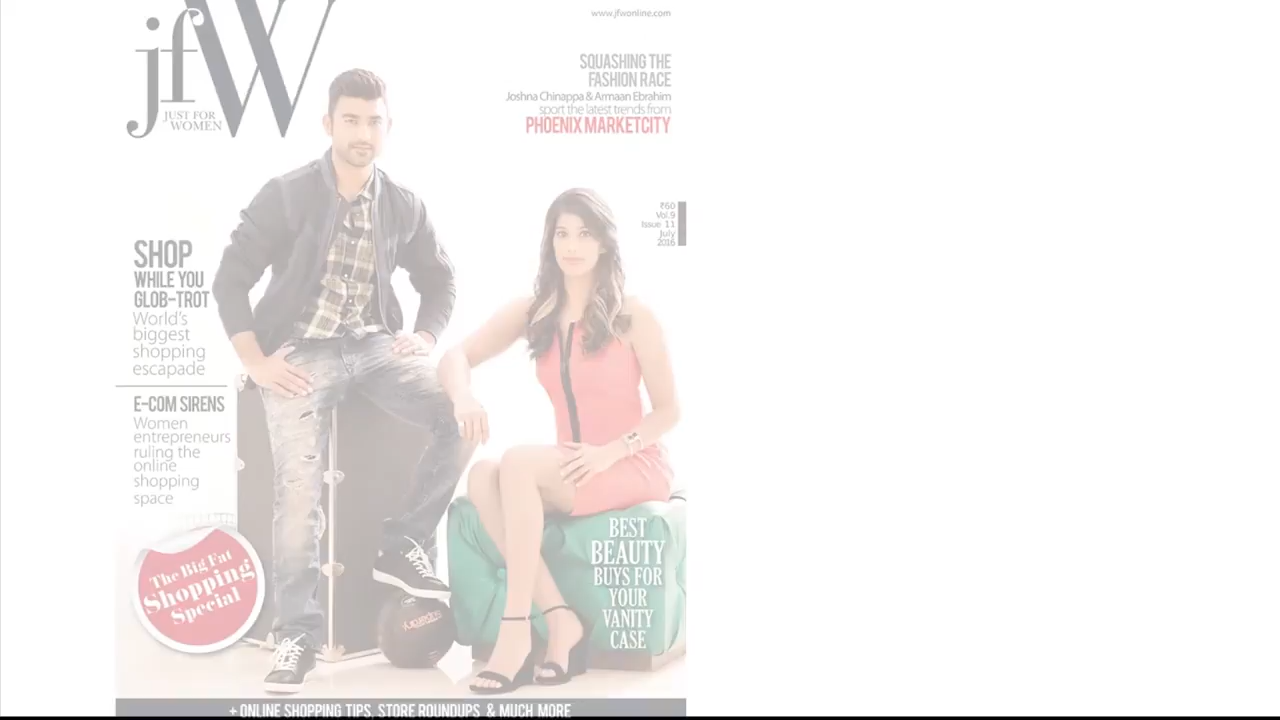 www.jfwonline.com
jfW
JUST FOR
WOMEN
SQUASHING THE
FASHION RACE
Joshna Chinappa & Armaan Ebrahim
sport the latest trends from
PHOENIX MARKETCITY
₹60
Vol.9
Issue 11
July
2016
SHOP
WHILE YOU
GLOB-TROT
World's
biggest
shopping
escapade
E-COM SIRENS
Women
entrepreneurs
ruling the
online
shopping
space
The Big Fat
Shopping
Special
BEST
BEAUTY
BUYS FOR
YOUR
VANITY
CASE
+ ONLINE SHOPPING TIPS, STORE ROUNDUPS & MUCH MORE